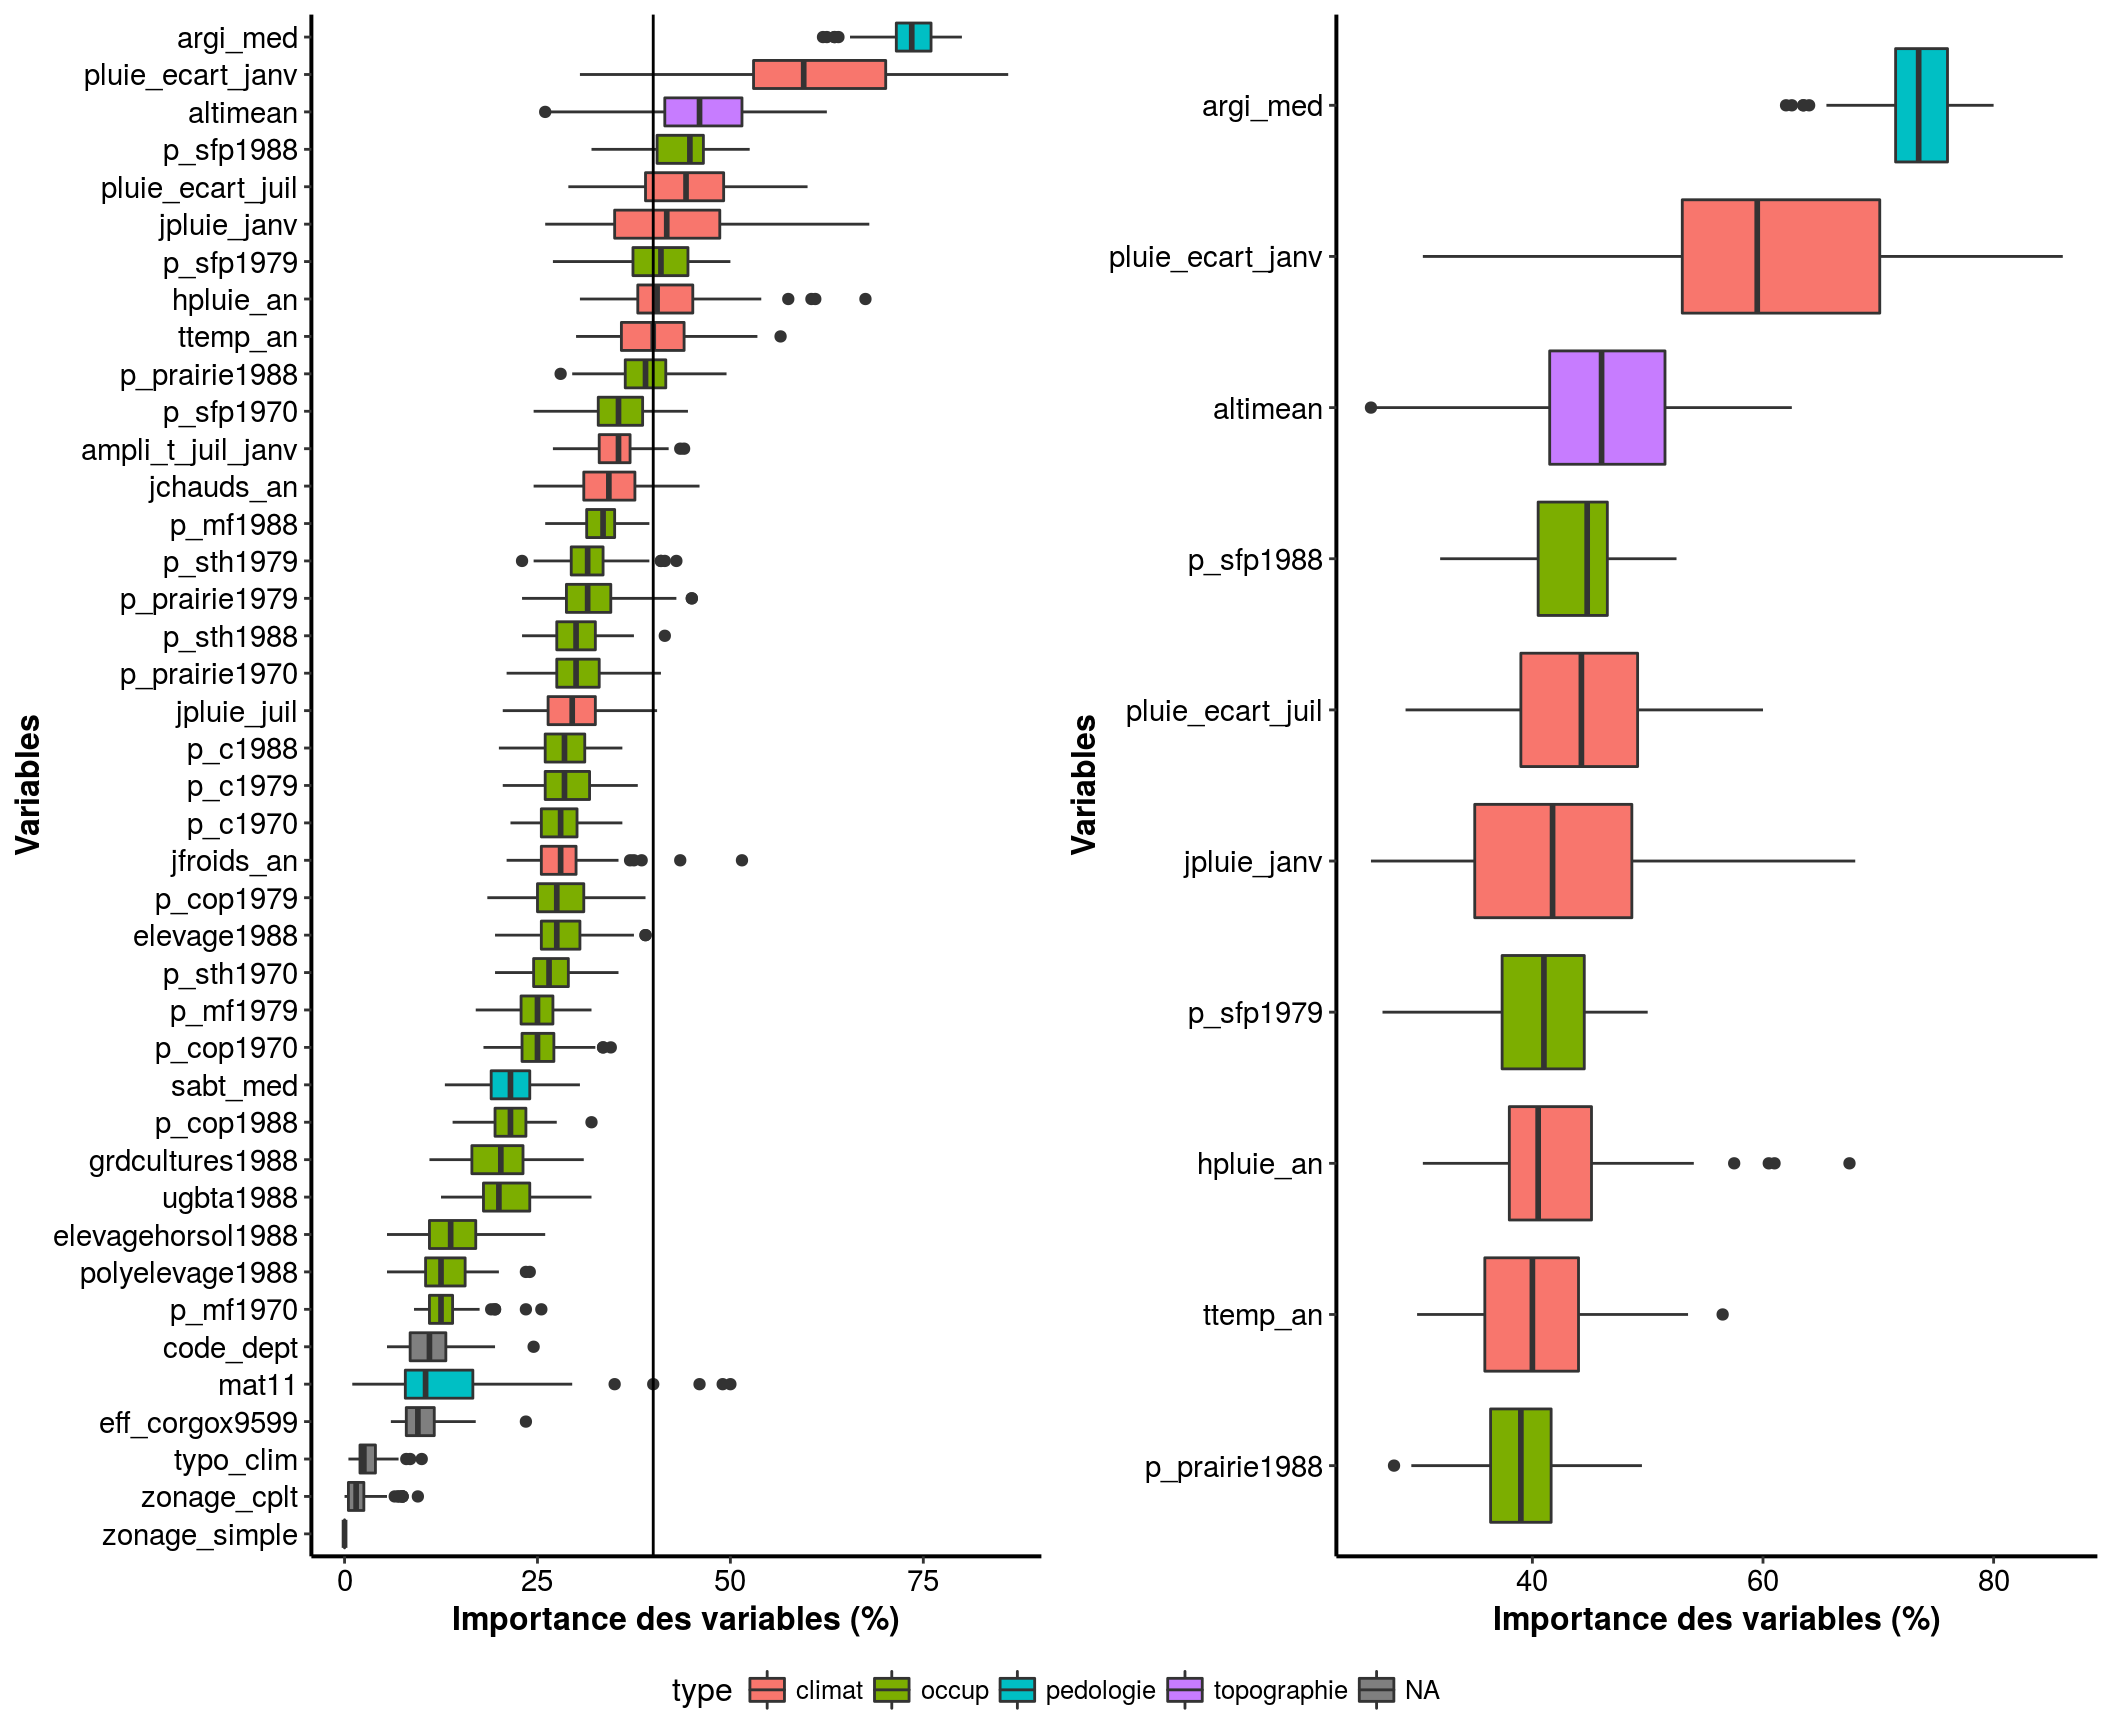 argi_med
pluie_ecart_janv
altimean
p_sfp1988
pluie_ecart_juil
jpluie_janv
p_sfp1979
hpluie_an
ttemp_an
p_prairie1988
p_sfp1970
ampli_t_juil_janv
jchauds_an
p_mf1988
p_sth1979
p_prairie1979
p_sth1988
p_prairie1970
jpluie_juil
p_c1988
p_c1979
p_c1970
jfroids_an
p_cop1979
elevage1988
p_sth1970
p_mf1979
p_cop1970
sabt_med
p_cop1988
grdcultures1988
ugbta1988
elevagehorsol1988
polyelevage1988
p_mf1970
code_dept
mat11
eff_corgox9599
typo_clim
zonage_cplt
zonage_simple
Variables
0 25 50 75
Importance des variables (%)
argi_med
pluie_ecart_janv
altimean
p_sfp1988
pluie_ecart_juil
jpluie_janv
p_sfp1979
hpluie_an
ttemp_an
p_prairie1988
Variables
40 60 80
Importance des variables (%)
type climat occup pedologie topographie NA